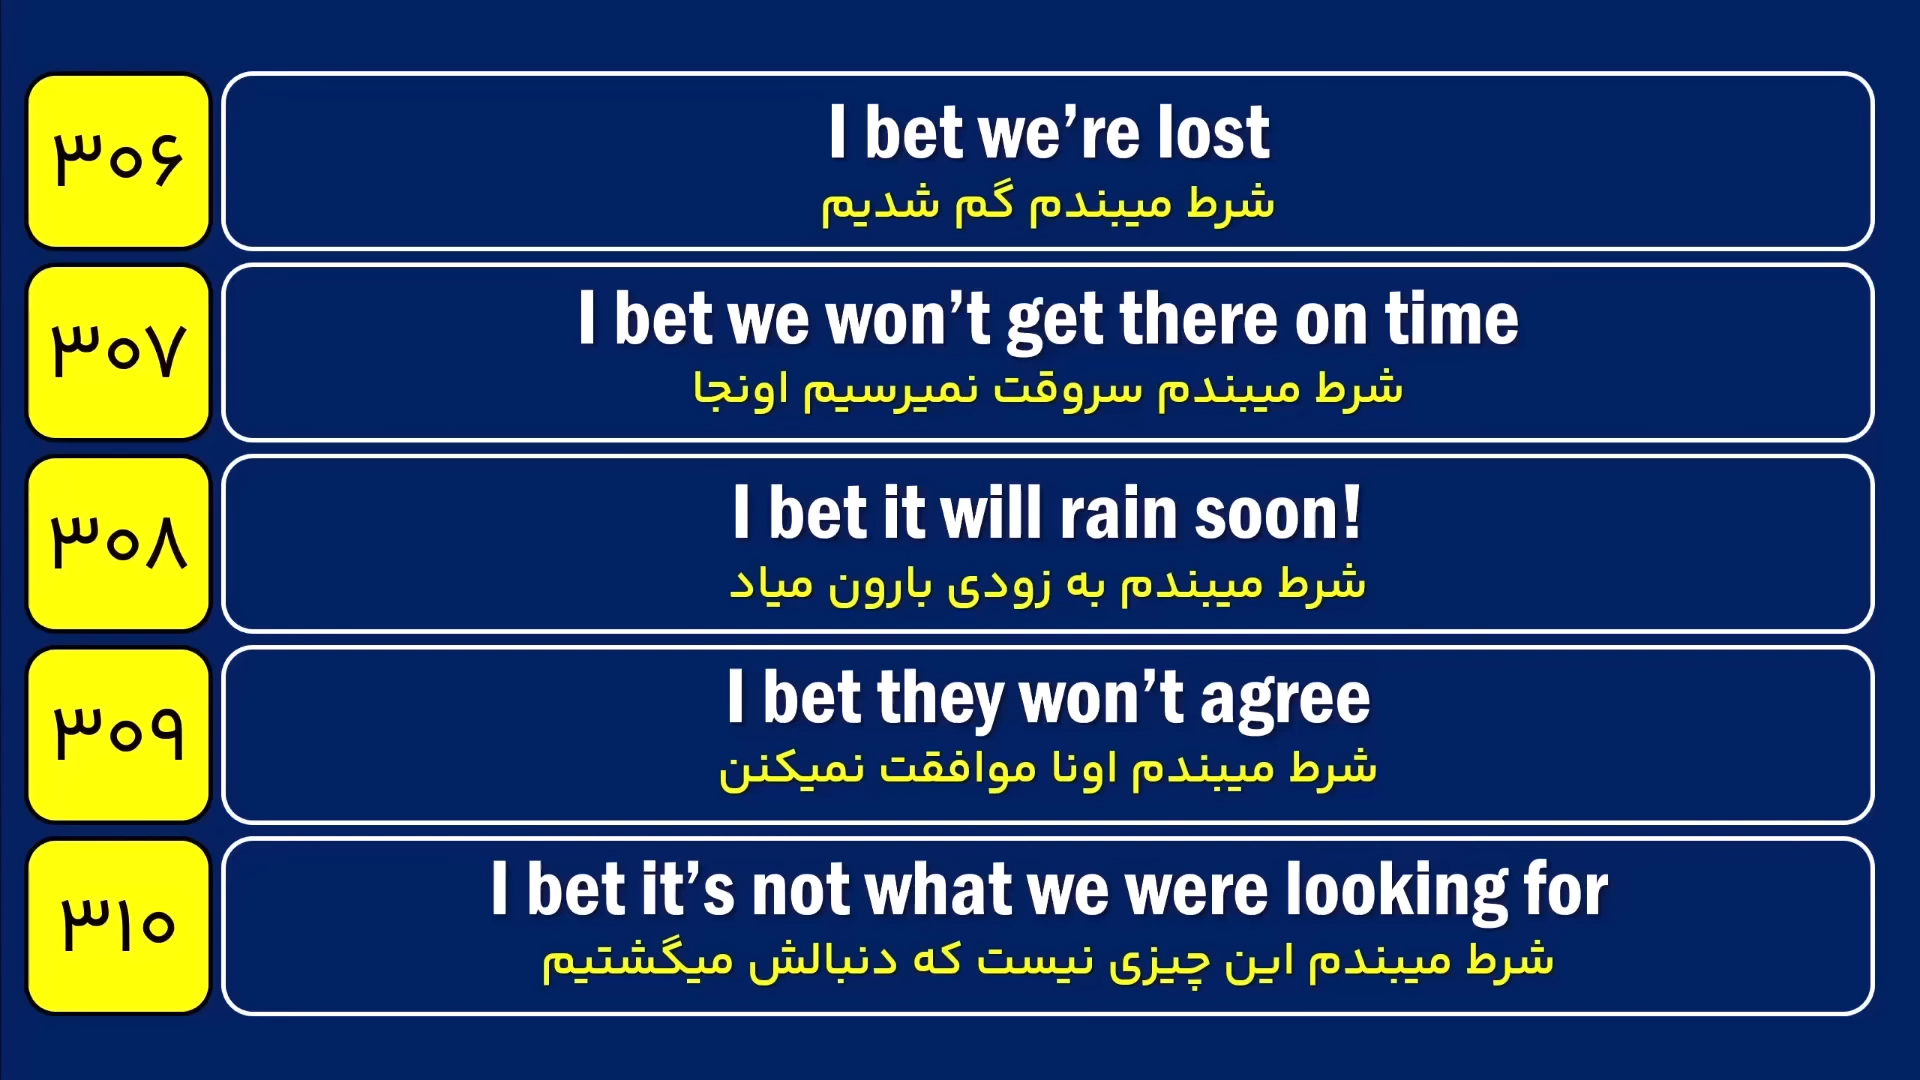 ۳۰۶
I bet we’re lost
شرط میبندم گم شدیم
۳۰۷
I bet we won’t get there on time
شرط میبندم سروقت نمیرسیم اونجا
۳۰۸
I bet it will rain soon!
شرط میبندم به زودی بارون میاد
۳۰۹
I bet they won’t agree
شرط میبندم اونا موافقت نمیکنن
۳۱۰
I bet it’s not what we were looking for
شرط میبندم این چیزی نیست که دنبالش میگشتیم